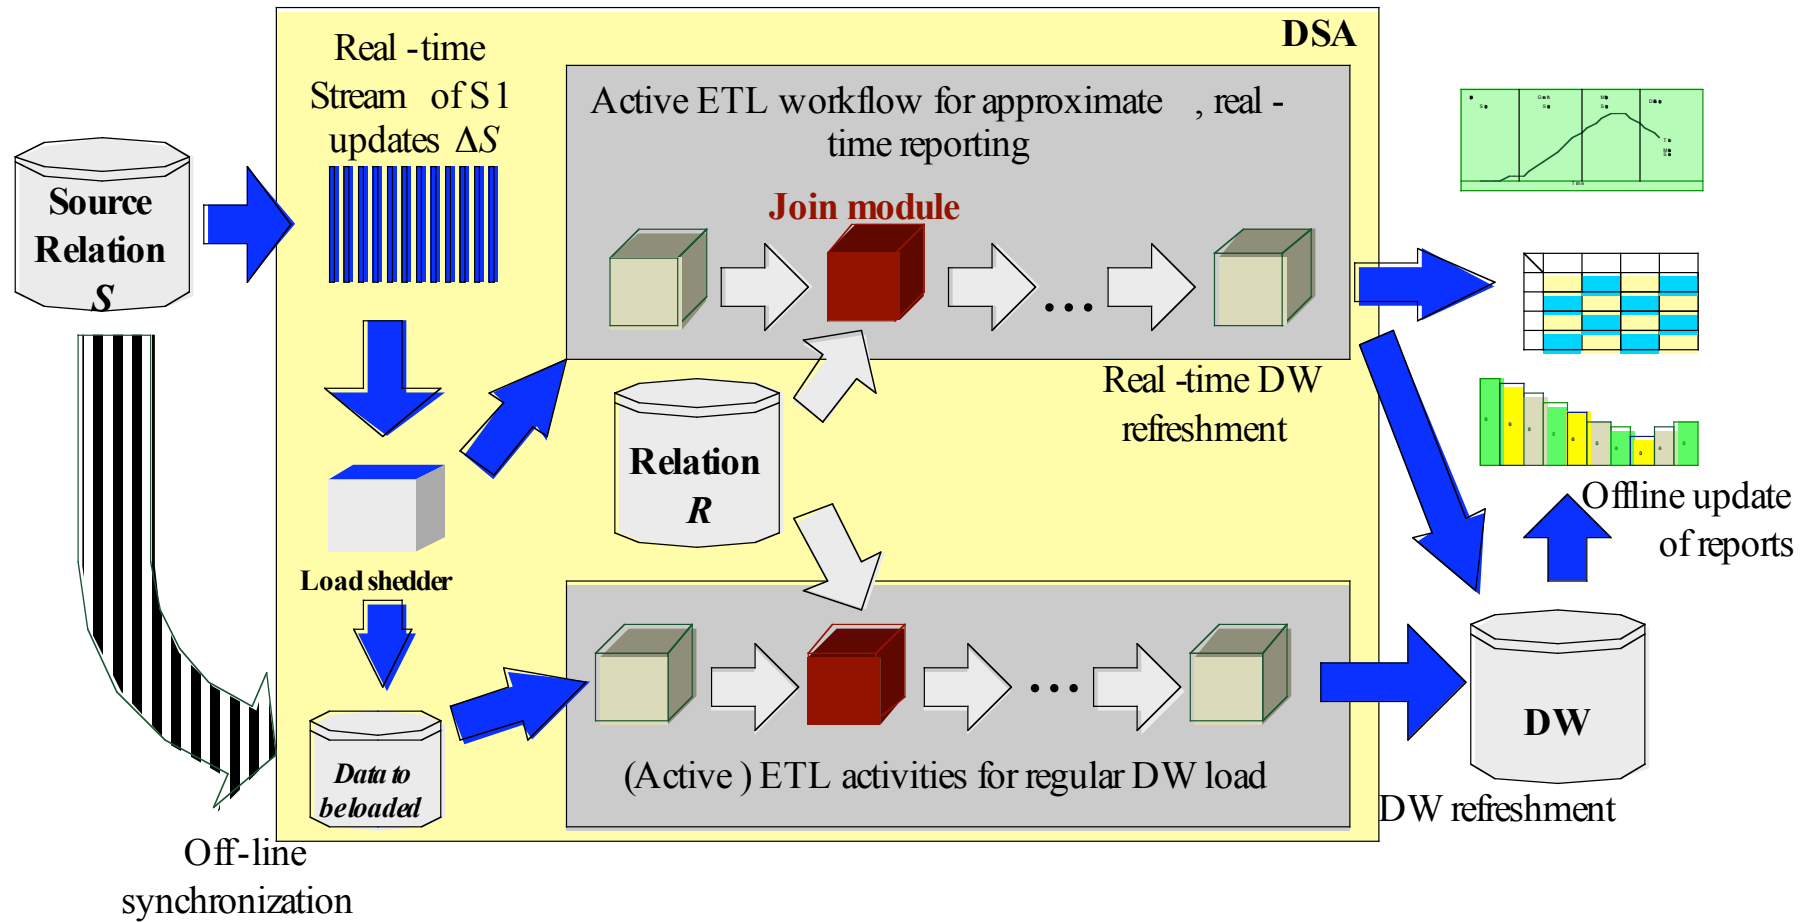 DSA
Real -time
Stream of S1
updates ΔS
Active ETL workflow for approximate , real -
time reporting
Source
Relation
S
Join module
...
Real -time DW
refreshment
Relation
R
Load shedder
Offline update
of reports
Data to
be loaded
...
(Active ) ETL activities for regular DW load
DW
DW refreshment
Off-line
synchronization
Time